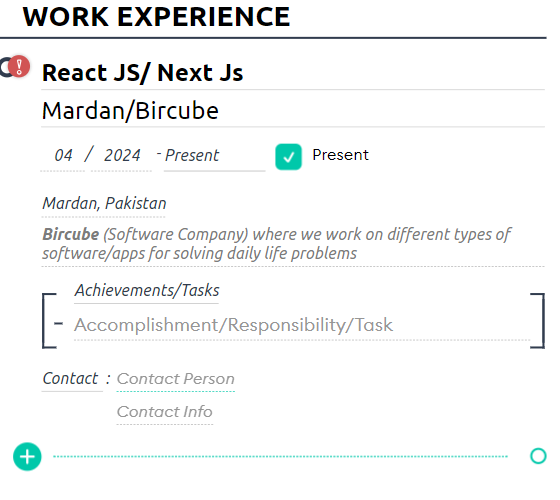 WORK EXPERIENCE
React JS/ Next Js
Mardan/Bircube
04 / 2024 - Present Present
Mardan, Pakistan
Bircube (Software Company) where we work on different types of
software/apps for solving daily life problems
Achievements/Tasks
- Accomplishment/Responsibility/Task
Contact : Contact Person
Contact Info